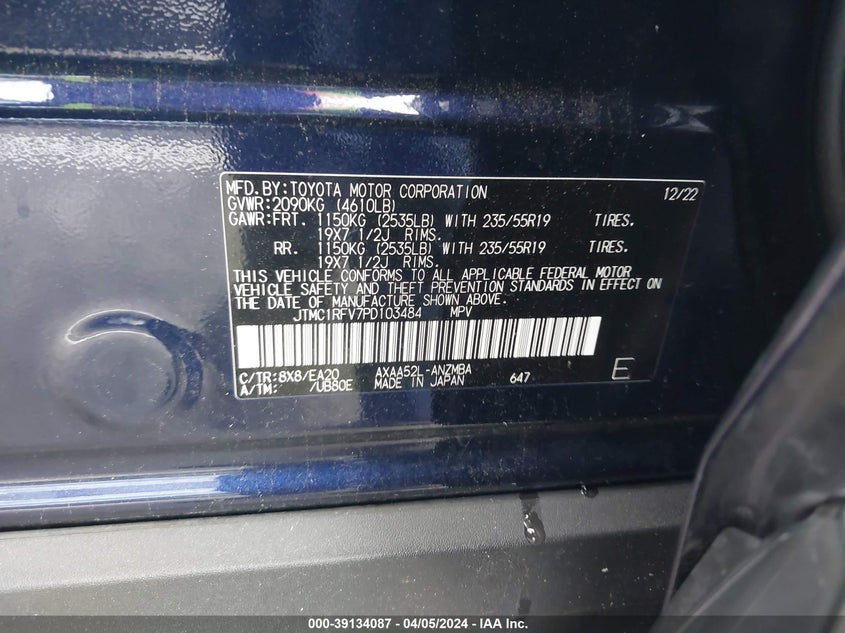 MFD.BY:TOYOTA MOTOR CORPORATION 12/22
GVWR:2090KG (4610LB)
GAWR:FRT. 1150KG (2535LB) WITH 235/55R19 TIRES.
19X7 1/2J RIMS.
RR. 1150KG (2535LB) WITH 235/55R19 TIRES.
19X7 1/2J RIMS.
THIS VEHICLE CONFORMS TO ALL APPLICABLE FEDERAL MOTOR
VEHICLE SAFETY AND THEFT PREVENTION STANDARDS IN EFFECT ON
THE DATE OF MANUFACTURE SHOWN ABOVE.
JTMC1RFV7PD103484 MPV
C/TR:8X8/EA20 AXAA52L-ANZMBA
A/TM: /UB80E MADE IN JAPAN 647 E
000-39134087 - 04/05/2024 - IAA Inc.